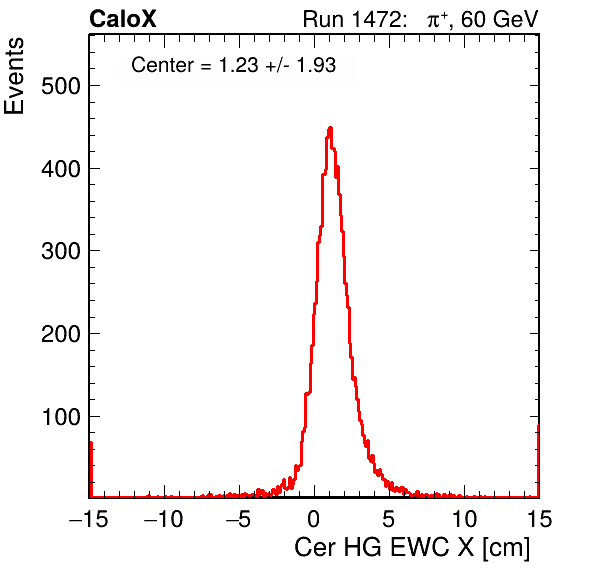 CaloX Run 1472: π⁺, 60 GeV
Events
Center = 1.23 +/- 1.93
500
400
300
200
100
−15 −10 −5 0 5 10 15
Cer HG EWC X [cm]